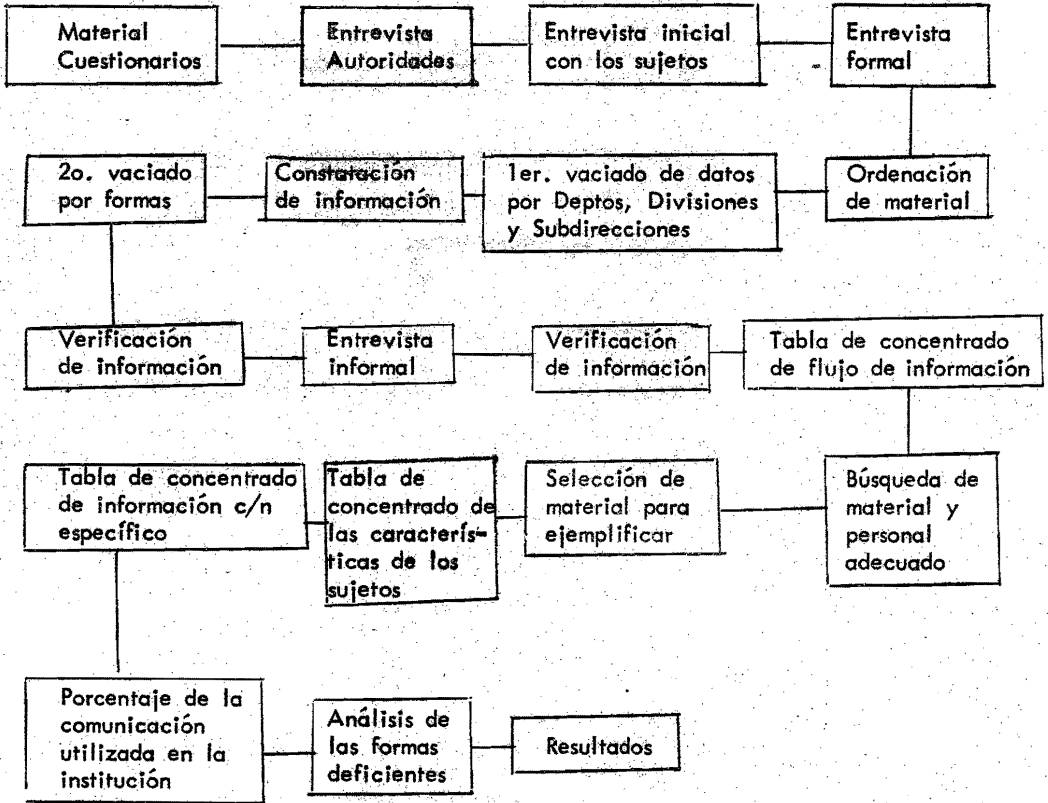 Material
Cuestionarios
Entrevista
Autoridades
Entrevista inicial
con los sujetos
Entrevista
formal
Ordenación
de material
1er. vaciado de datos
por Deptos, Divisiones
y Subdirecciones
Constatación
de información
2o. vaciado
por formas
Verificación
de información
Entrevista
informal
Verificación
de información
Tabla de concentrado
de flujo de información
Búsqueda de
material y
personal
adecuado
Selección de
material para
ejemplificar
Tabla de
concentrado de
las caracterís-
ticas de los
sujetos
Tabla de concentrado
de información c/n
específico
Porcentaje de la
comunicación
utilizada en la
institución
Análisis de
las formas
deficientes
Resultados